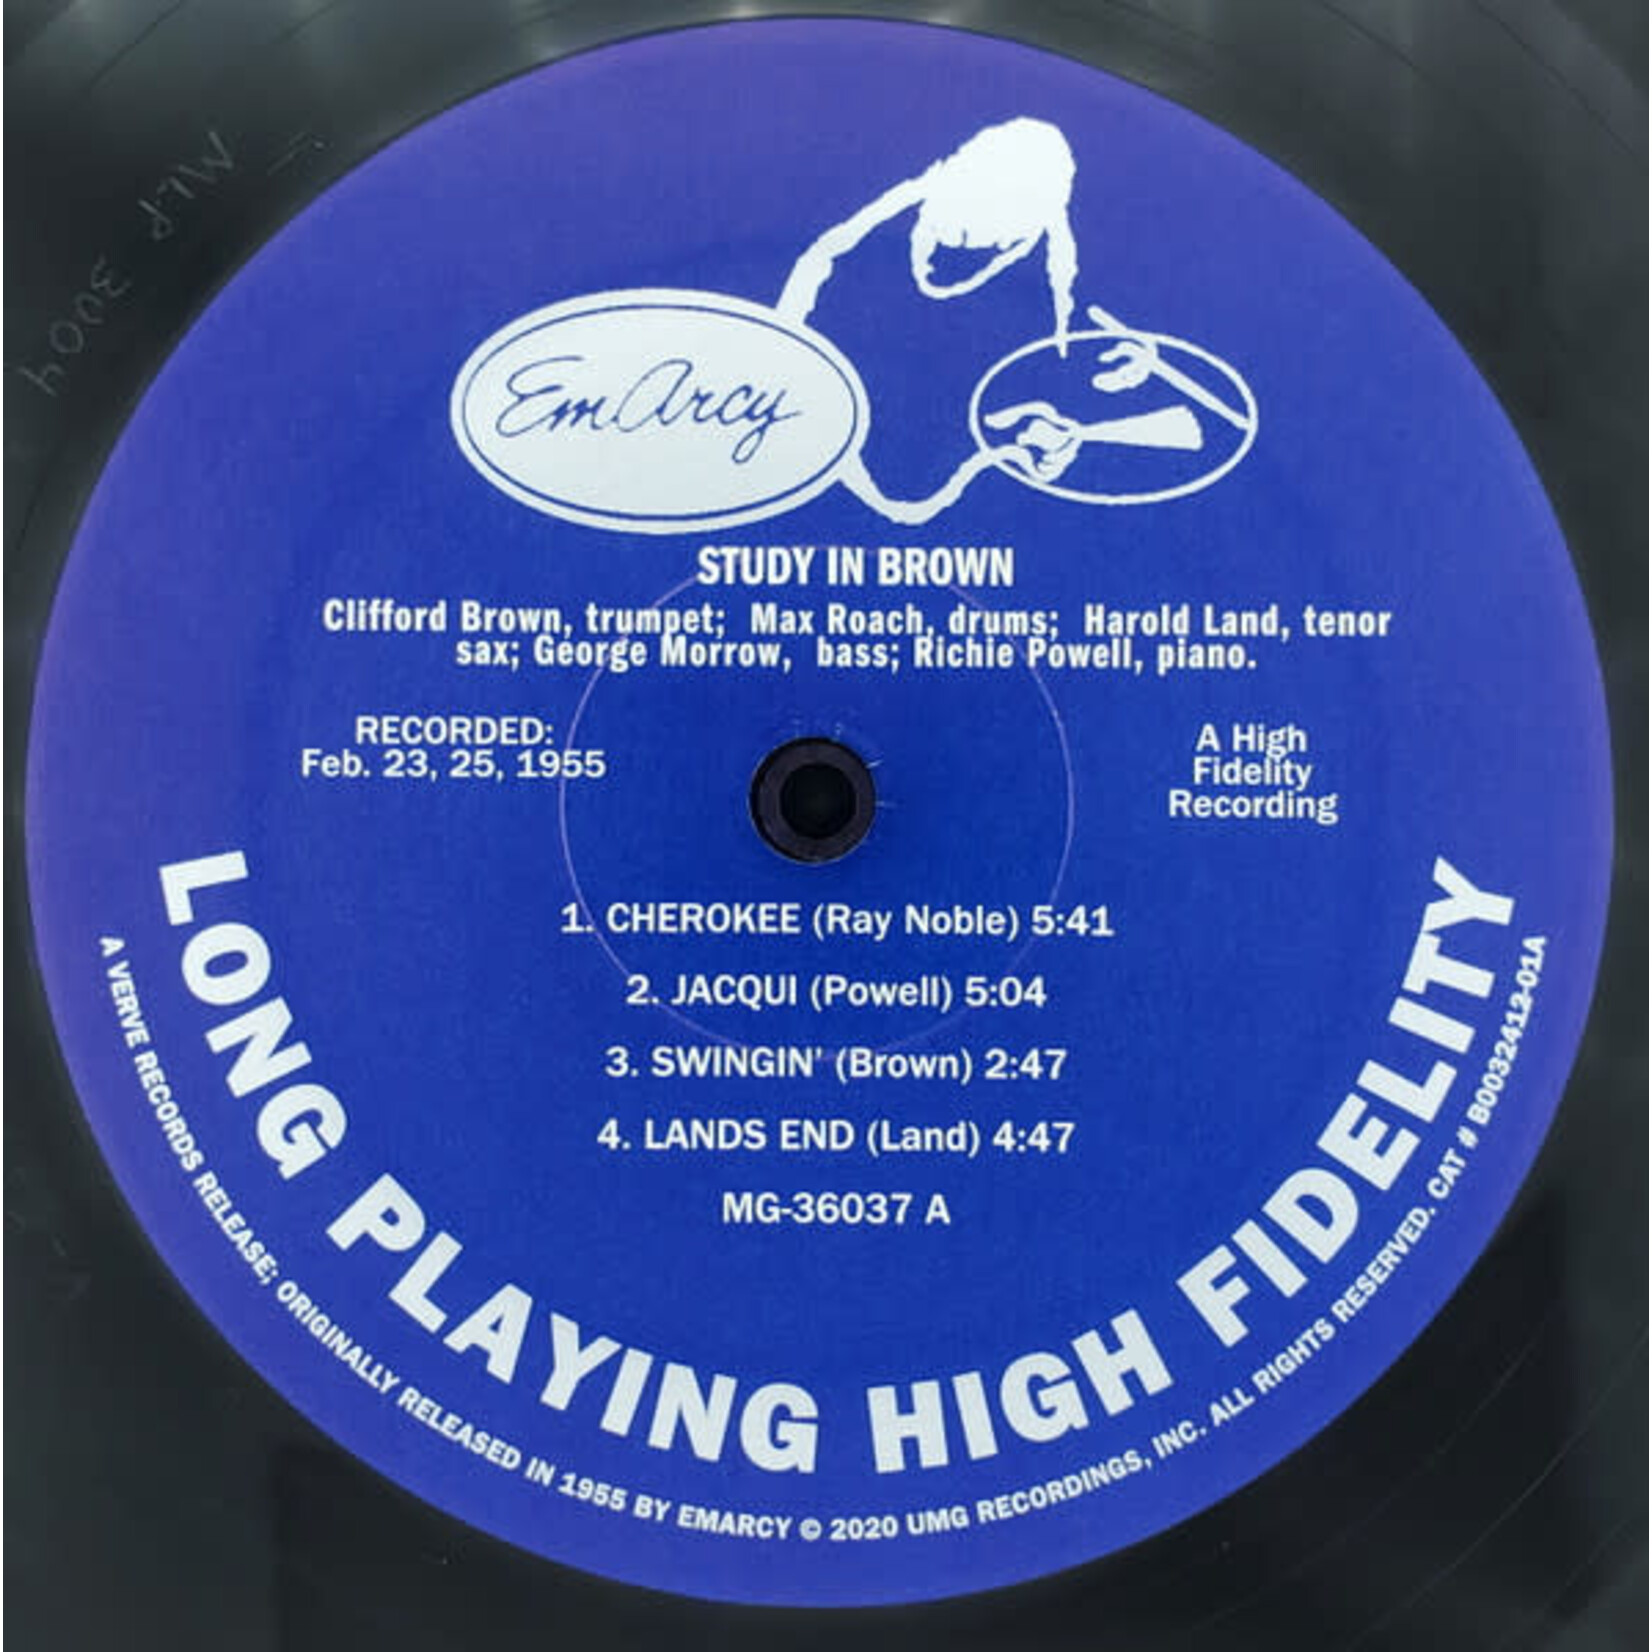 MLP 3004
EmArcy
STUDY IN BROWN
Clifford Brown, trumpet; Max Roach, drums; Harold Land, tenor
sax; George Morrow, bass; Richie Powell, piano.
RECORDED:
Feb. 23, 25, 1955
A High
Fidelity
Recording
1. CHEROKEE (Ray Noble) 5:41
2. JACQUI (Powell) 5:04
3. SWINGIN' (Brown) 2:47
4. LANDS END (Land) 4:47
MG-36037 A
LONG PLAYING HIGH FIDELITY
A VERVE RECORDS RELEASE; ORIGINALLY RELEASED IN 1955 BY EMARCY © 2020 UMG RECORDINGS, INC. ALL RIGHTS RESERVED. CAT # B0032412-01A